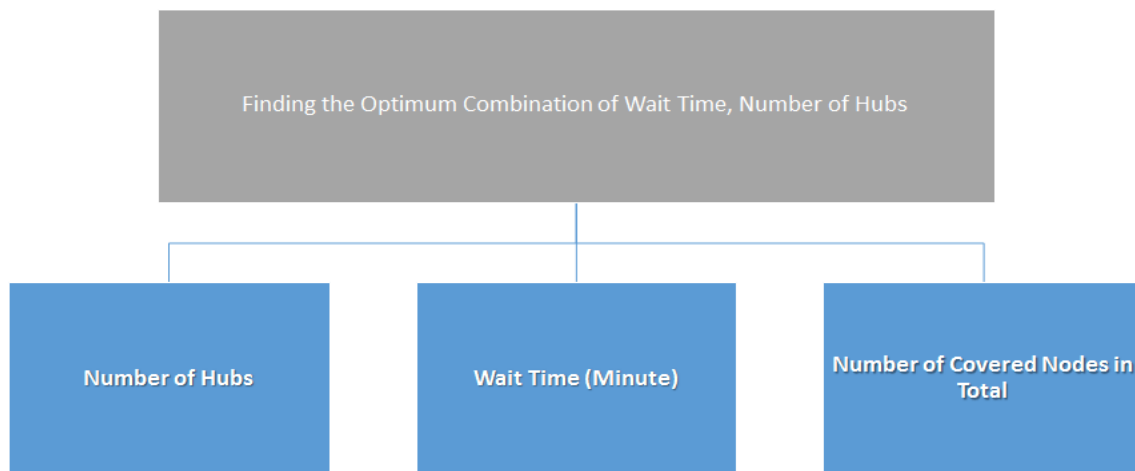 Finding the Optimum Combination of Wait Time, Number of Hubs
Number of Hubs
Wait Time (Minute)
Number of Covered Nodes in
Total